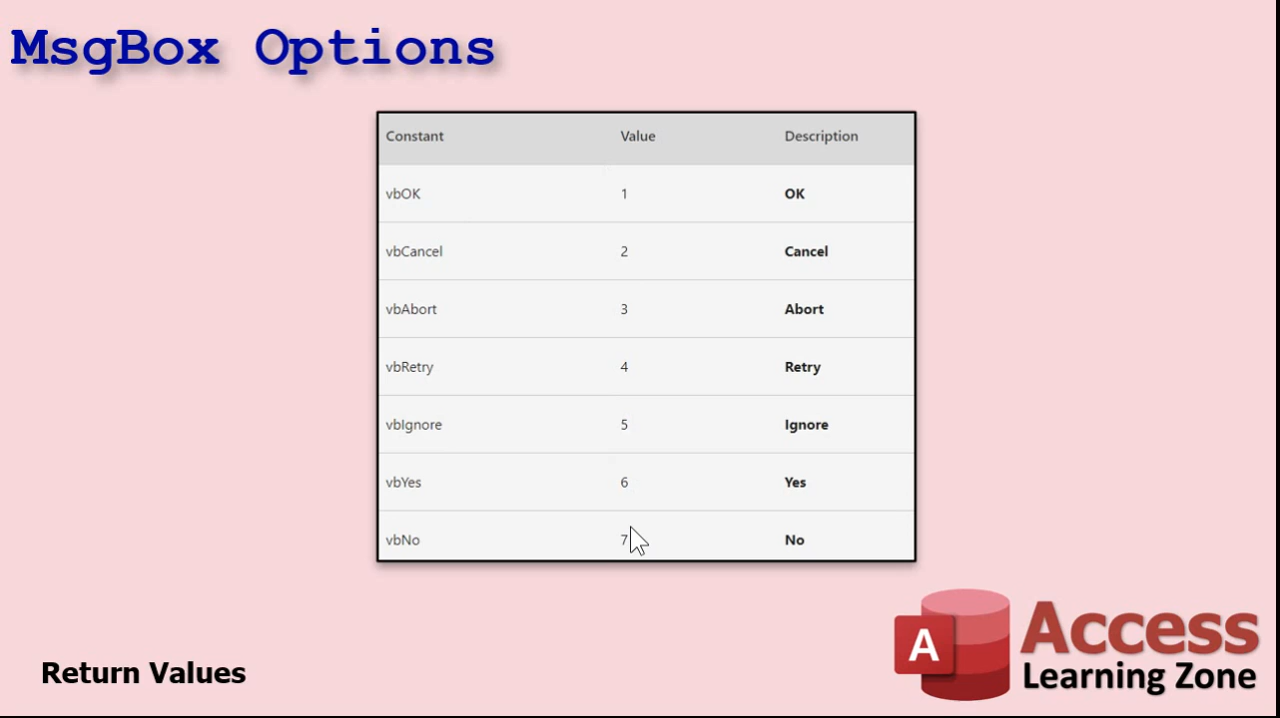 MsgBox Options
Constant Value Description
vbOK 1 OK
vbCancel 2 Cancel
vbAbort 3 Abort
vbRetry 4 Retry
vbIgnore 5 Ignore
vbYes 6 Yes
vbNo 7 No
Return Values
A Access
Learning Zone